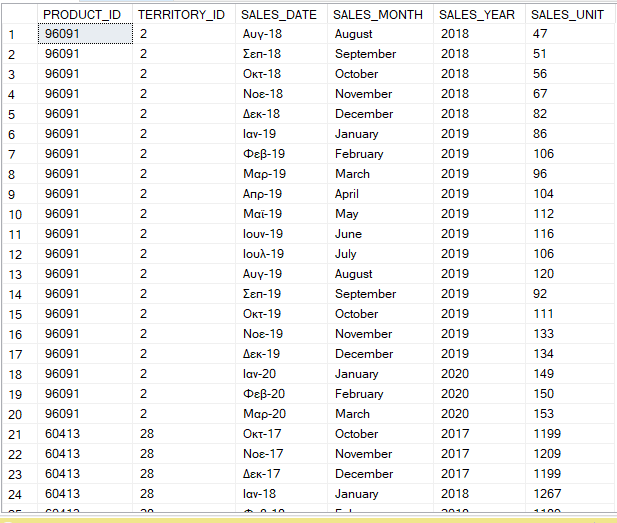 PRODUCT_ID TERRITORY_ID SALES_DATE SALES_MONTH SALES_YEAR SALES_UNIT
1 96091 2 Αυγ-18 August 2018 47
2 96091 2 Σεπ-18 September 2018 51
3 96091 2 Οκτ-18 October 2018 56
4 96091 2 Νοε-18 November 2018 67
5 96091 2 Δεκ-18 December 2018 82
6 96091 2 Ιαν-19 January 2019 86
7 96091 2 Φεβ-19 February 2019 106
8 96091 2 Μαρ-19 March 2019 96
9 96091 2 Απρ-19 April 2019 104
10 96091 2 Μαϊ-19 May 2019 112
11 96091 2 Ιουν-19 June 2019 116
12 96091 2 Ιουλ-19 July 2019 106
13 96091 2 Αυγ-19 August 2019 120
14 96091 2 Σεπ-19 September 2019 92
15 96091 2 Οκτ-19 October 2019 111
16 96091 2 Νοε-19 November 2019 133
17 96091 2 Δεκ-19 December 2019 134
18 96091 2 Ιαν-20 January 2020 149
19 96091 2 Φεβ-20 February 2020 150
20 96091 2 Μαρ-20 March 2020 153
21 60413 28 Οκτ-17 October 2017 1199
22 60413 28 Νοε-17 November 2017 1209
23 60413 28 Δεκ-17 December 2017 1199
24 60413 28 Ιαν-18 January 2018 1267